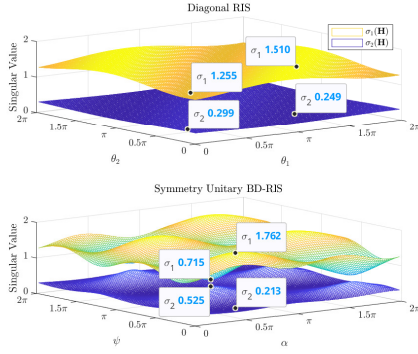 Diagonal RIS
σ1(H)
σ2(H)
σ1 1.510
σ1 1.255
σ2 0.249
σ2 0.299
Singular Value
2
1
0
2π
1.5π
π
0.5π
0
θ2
0
0.5π
π
1.5π
2π
θ1
Symmetry Unitary BD-RIS
σ1 1.762
σ1 0.715
σ2 0.525
σ2 0.213
Singular Value
2
1
0
2π
1.5π
π
0.5π
0
ψ
0
0.5π
π
1.5π
2π
α